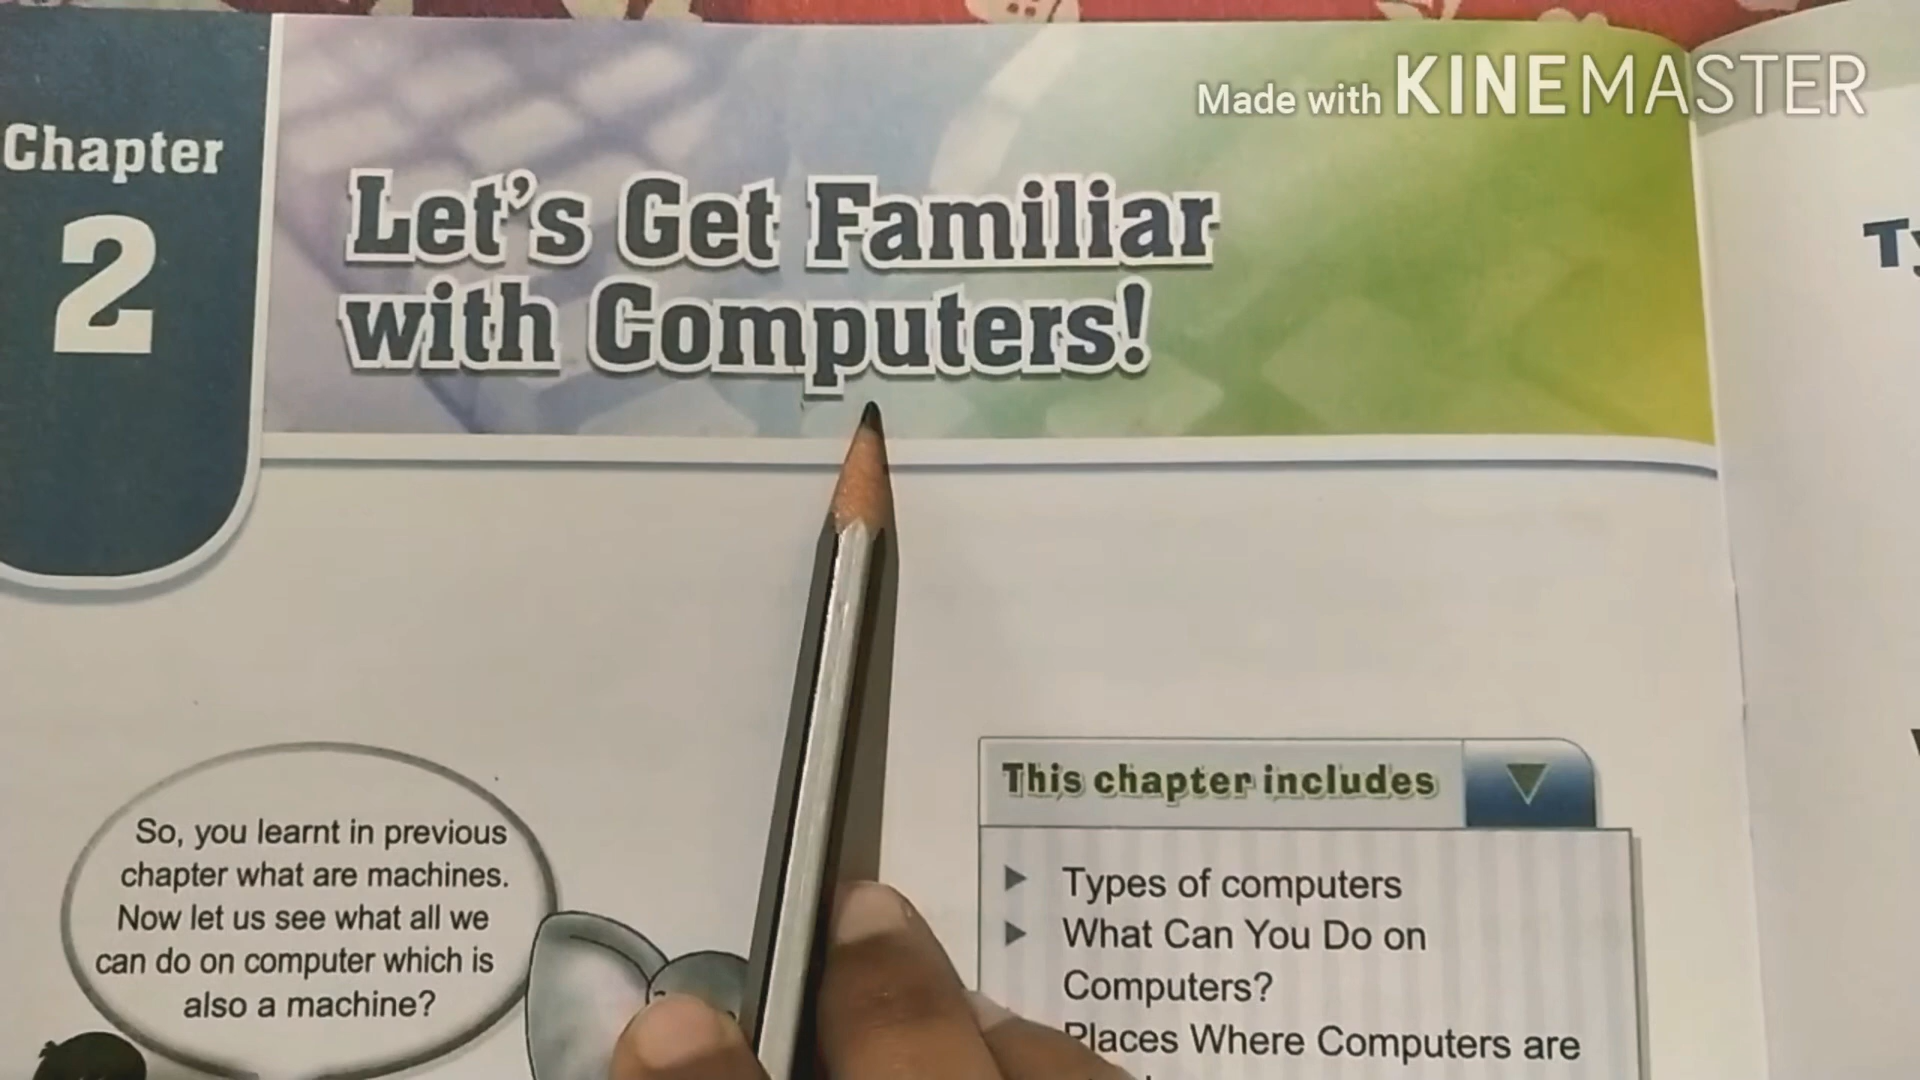 Made with KINEMASTER
Chapter
2
Let's Get Familiar
with Computers!
So, you learnt in previous
chapter what are machines.
Now let us see what all we
can do on computer which is
also a machine?
This chapter includes
Types of computers
What Can You Do on
Computers?
Places Where Computers are